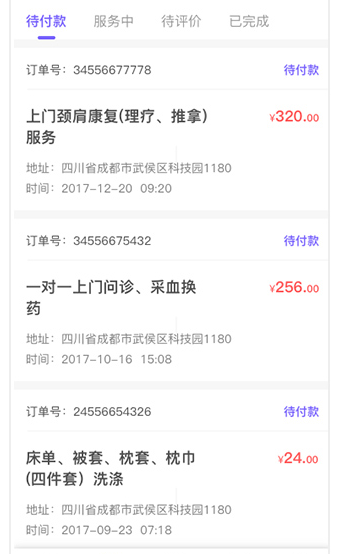 待付款 服务中 待评价 已完成
订单号：34556677778 待付款
上门颈肩康复(理疗、推拿) ¥320.00
服务
地址：四川省成都市武侯区科技园1180
时间：2017-12-20 09:20
订单号：34556675432 待付款
一对一上门问诊、采血换 ¥256.00
药
地址：四川省成都市武侯区科技园1180
时间：2017-10-16 15:08
订单号：24556654326 待付款
床单、被套、枕套、枕巾 ¥24.00
(四件套）洗涤
地址：四川省成都市武侯区科技园1180
时间：2017-09-23 07:18